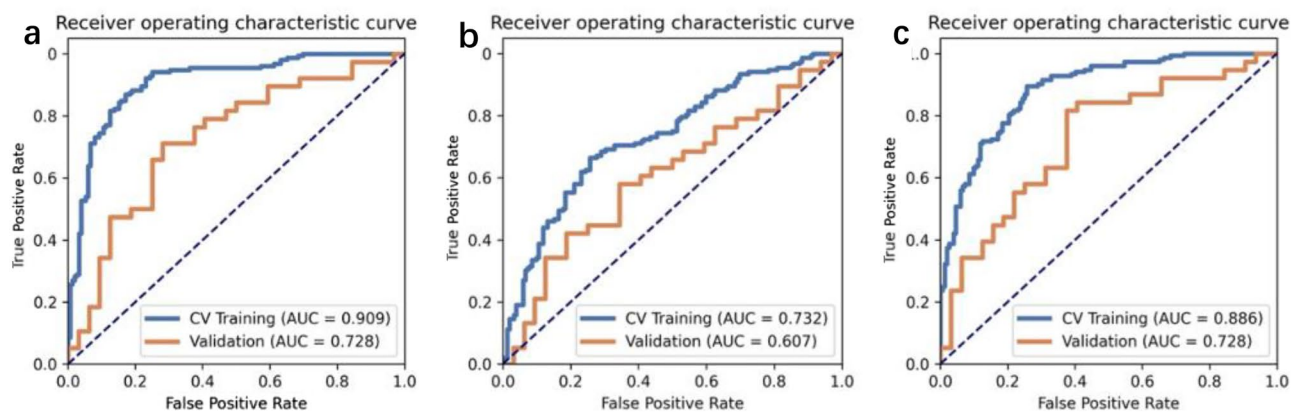 a
Receiver operating characteristic curve
0
0.8
0.6
0.4
0.2
0.0
True Positive Rate
CV Training (AUC = 0.909)
Validation (AUC = 0.728)
0.0 0.2 0.4 0.6 0.8 1.0
False Positive Rate
b
Receiver operating characteristic curve
0
0.8
0.6
0.4
0.2
0.0
True Positive Rate
CV Training (AUC = 0.732)
Validation (AUC = 0.607)
0.0 0.2 0.4 0.6 0.8 1.0
False Positive Rate
c
Receiver operating characteristic curve
..0
0.8
0.6
0.4
0.2
0.0
True Positive Rate
CV Training (AUC = 0.886)
Validation (AUC = 0.728)
0.0 0.2 0.4 0.6 0.8 1.0
False Positive Rate